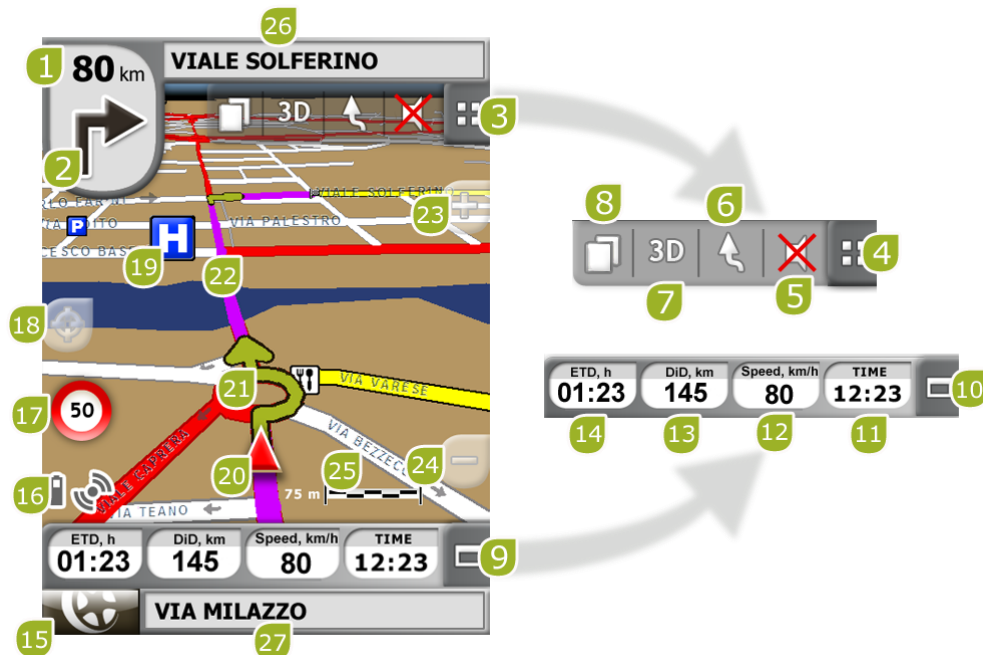 26
1
80 km
VIALE SOLFERINO
3D
3
2
8
6
VIALE SOLFERINO
23
P
VIA PALESTRO
H
19
22
3D
4
7
5
18
21
VIA VARESE
ETD, h
01:23
DiD, km
145
Speed, km/h
80
TIME
12:23
10
17
50
14
13
12
11
VIALE CAPRERA
20
25
24
16
75 m
VIA TEANO
ETD, h
01:23
DiD, km
145
Speed, km/h
80
TIME
12:23
9
VIA MILAZZO
15
27